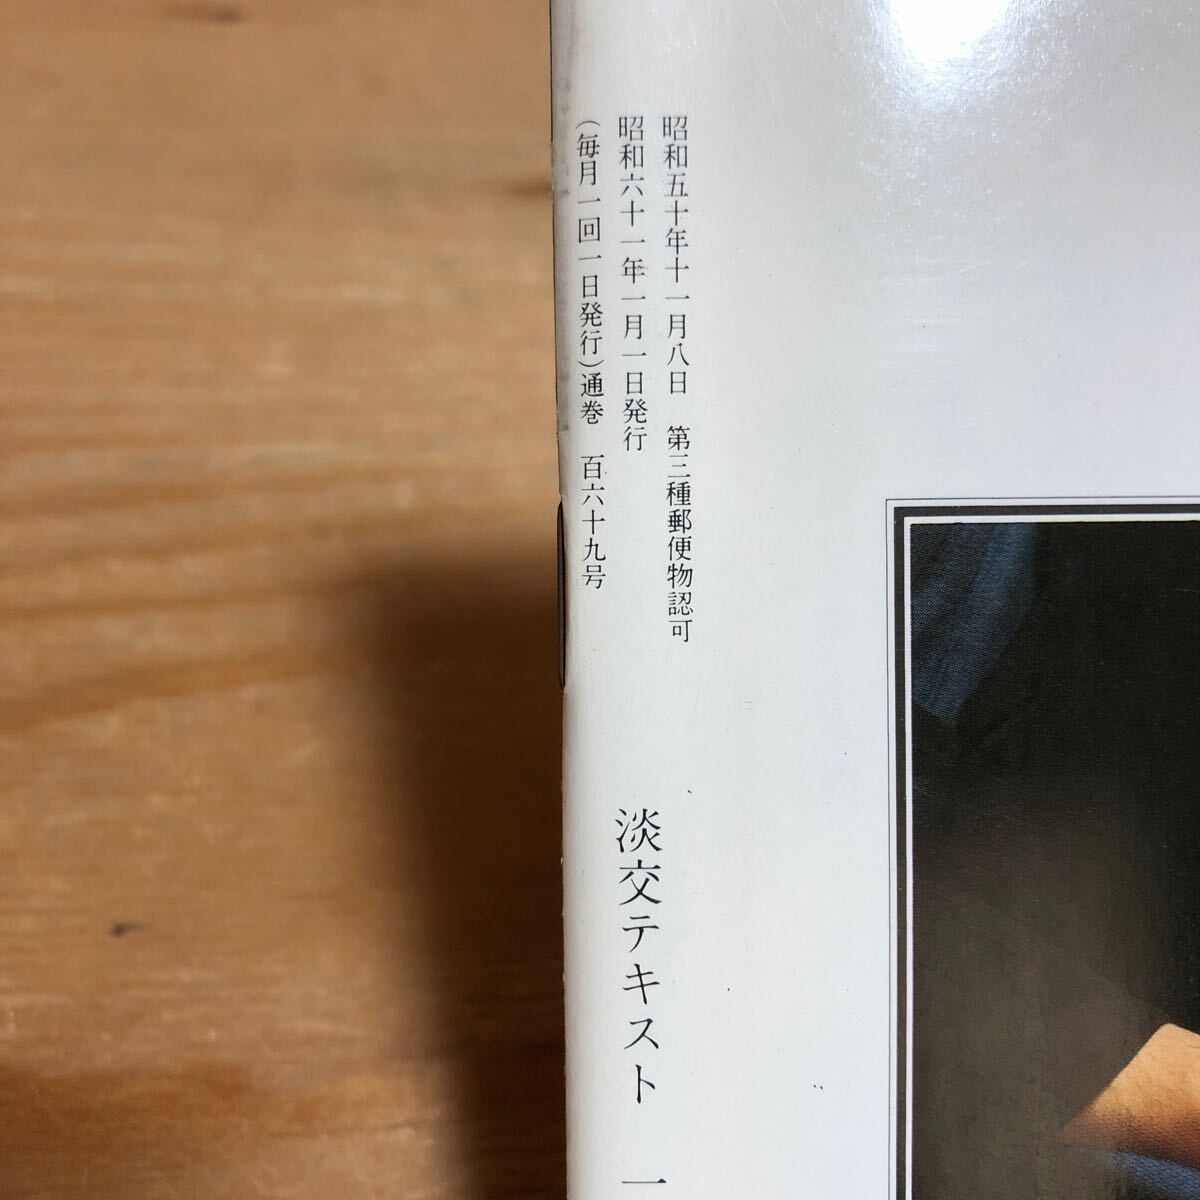 昭和五十年十一月八日　第三種郵便物認可
昭和六十一年一月一日発行
（毎月一回一日発行）通巻　百六十九号
淡交テキスト　一